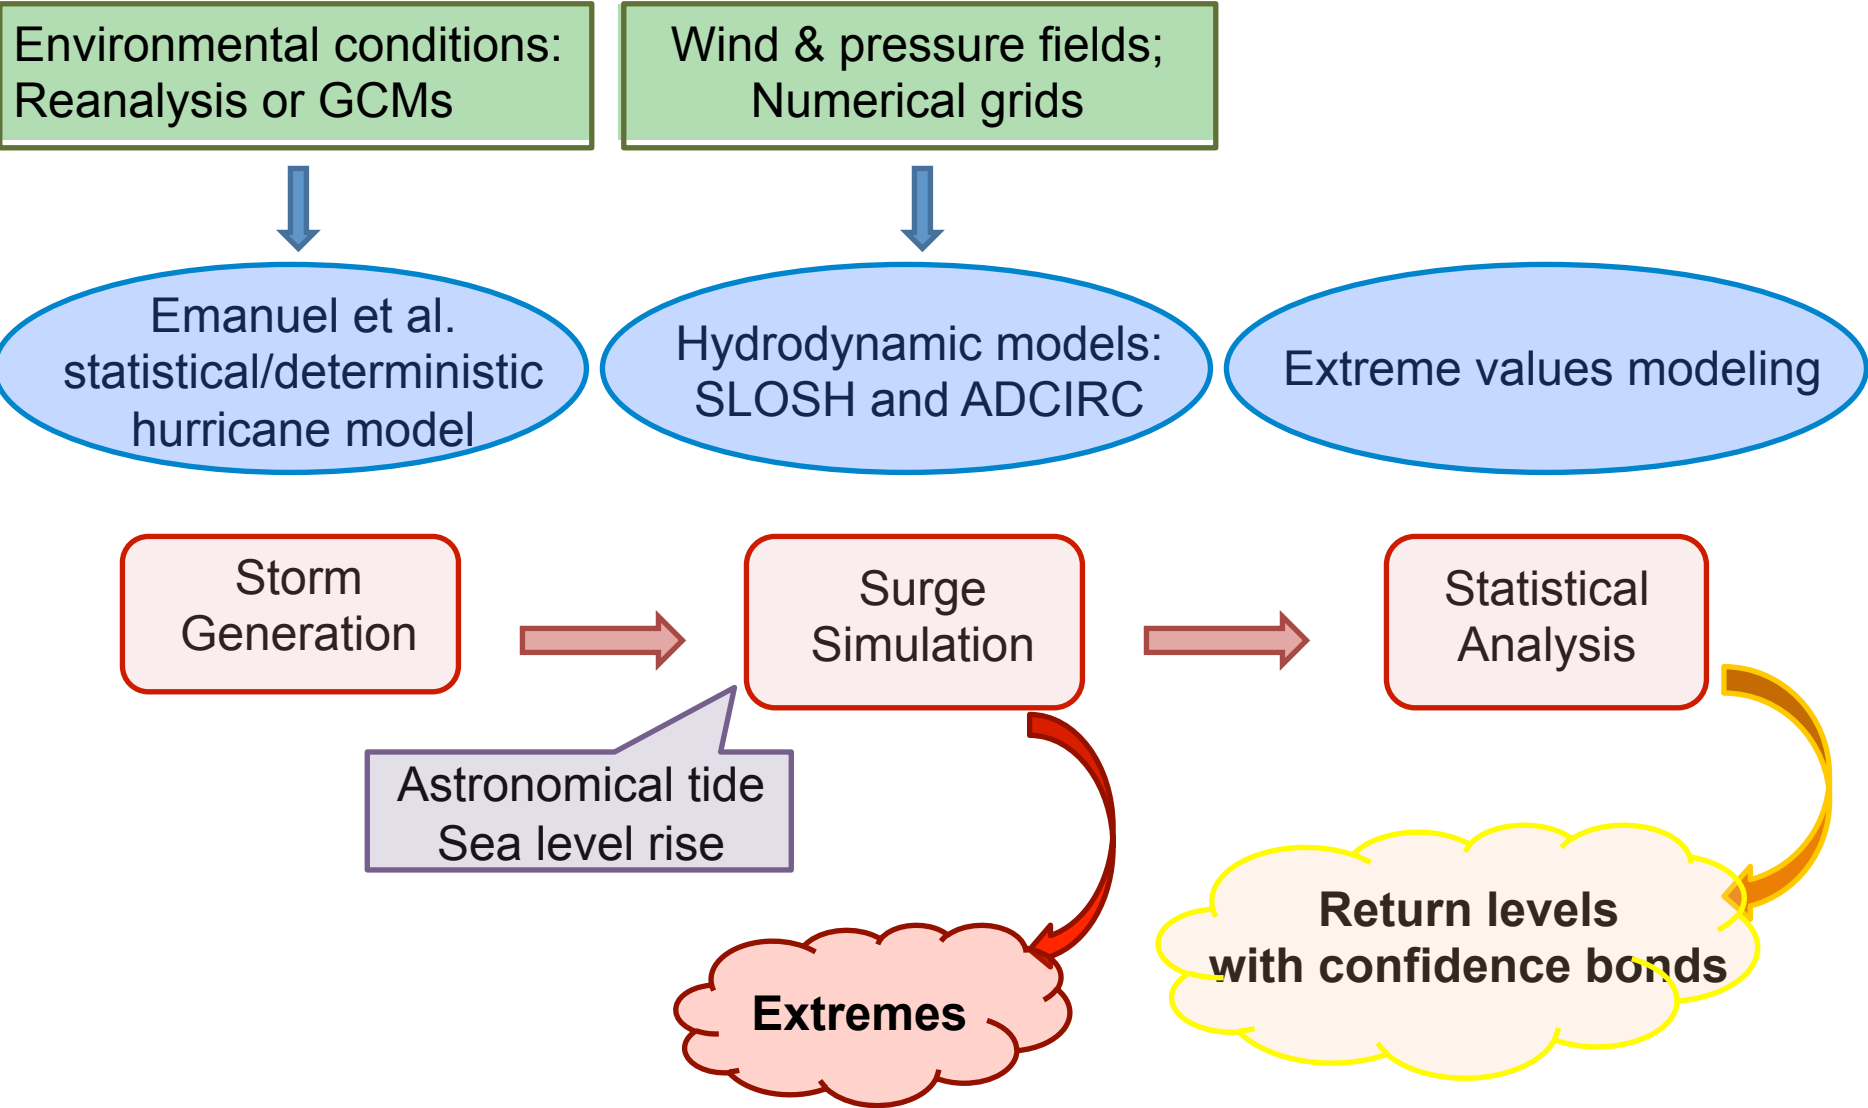 Environmental conditions:
Reanalysis or GCMs
Wind & pressure fields;
Numerical grids
Emanuel et al.
statistical/deterministic
hurricane model
Hydrodynamic models:
SLOSH and ADCIRC
Extreme values modeling
Storm
Generation
Surge
Simulation
Statistical
Analysis
Astronomical tide
Sea level rise
Extremes
Return levels
with confidence bonds